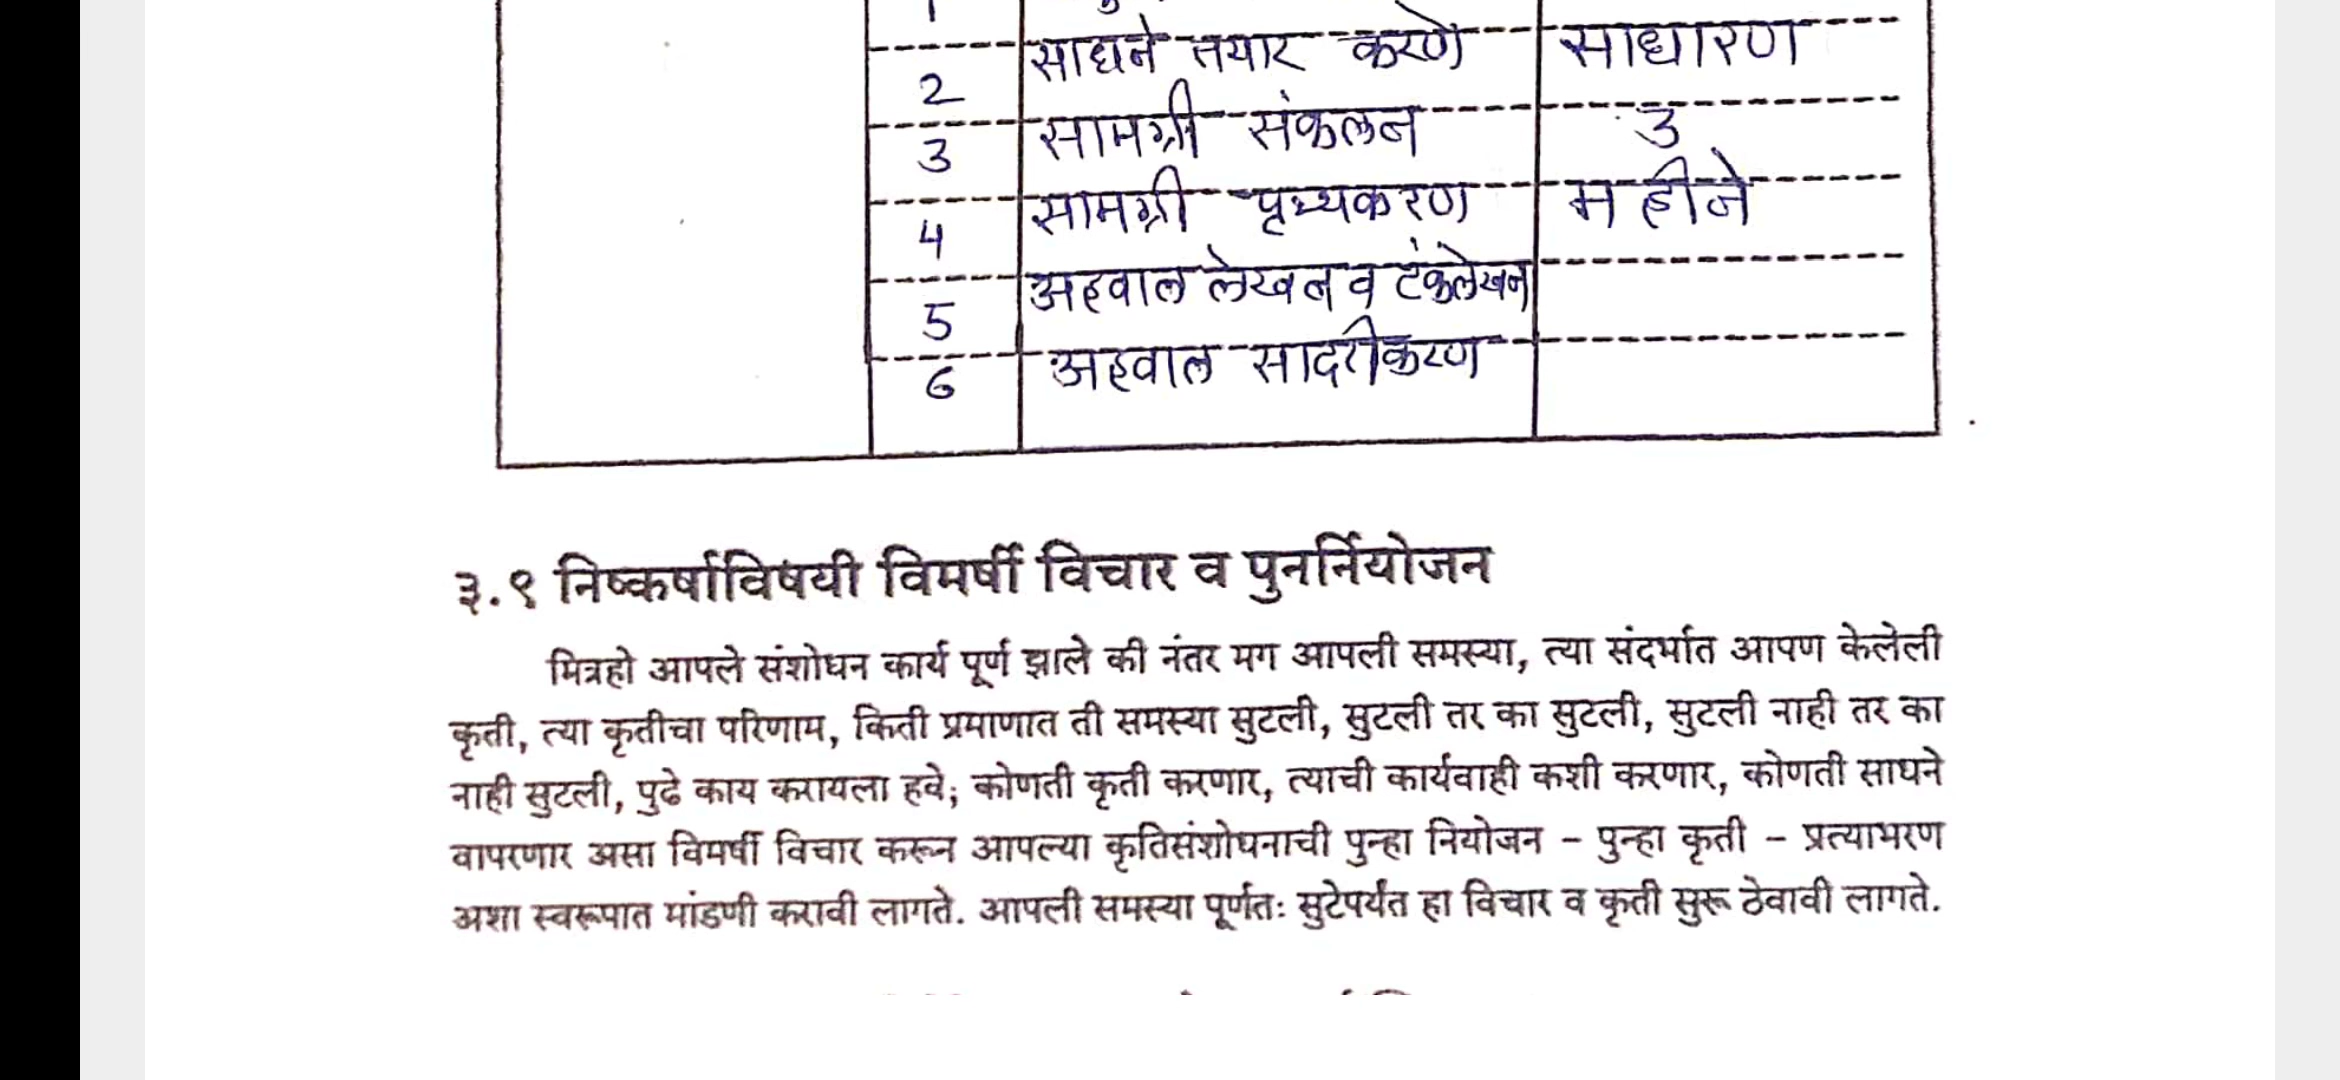 1
साधने तयार करणे साधारण
2
सामग्री संकलन 3
3
सामग्री पृथ्यकरण महीने
4
अहवाल लेखन व टंकलेखन
5
अहवाल सादरीकरण
6
३.९ निष्कर्षाविषयी विमर्षी विचार व पुनर्नियोजन
मित्रहो आपले संशोधन कार्य पूर्ण झाले की नंतर मग आपली समस्या, त्या संदर्भात आपण केलेली
कृती, त्या कृतीचा परिणाम, किती प्रमाणात ती समस्या सुटली, सुटली तर का सुटली, सुटली नाही तर का
नाही सुटली, पुढे काय करायला हवे; कोणती कृती करणार, त्याची कार्यवाही कशी करणार, कोणती साधने
वापरणार असा विमर्षी विचार करून आपल्या कृतिसंशोधनाची पुन्हा नियोजन – पुन्हा कृती – प्रत्याभरण
अशा स्वरूपात मांडणी करावी लागते. आपली समस्या पूर्णतः सुटेपर्यंत हा विचार व कृती सुरू ठेवावी लागते.